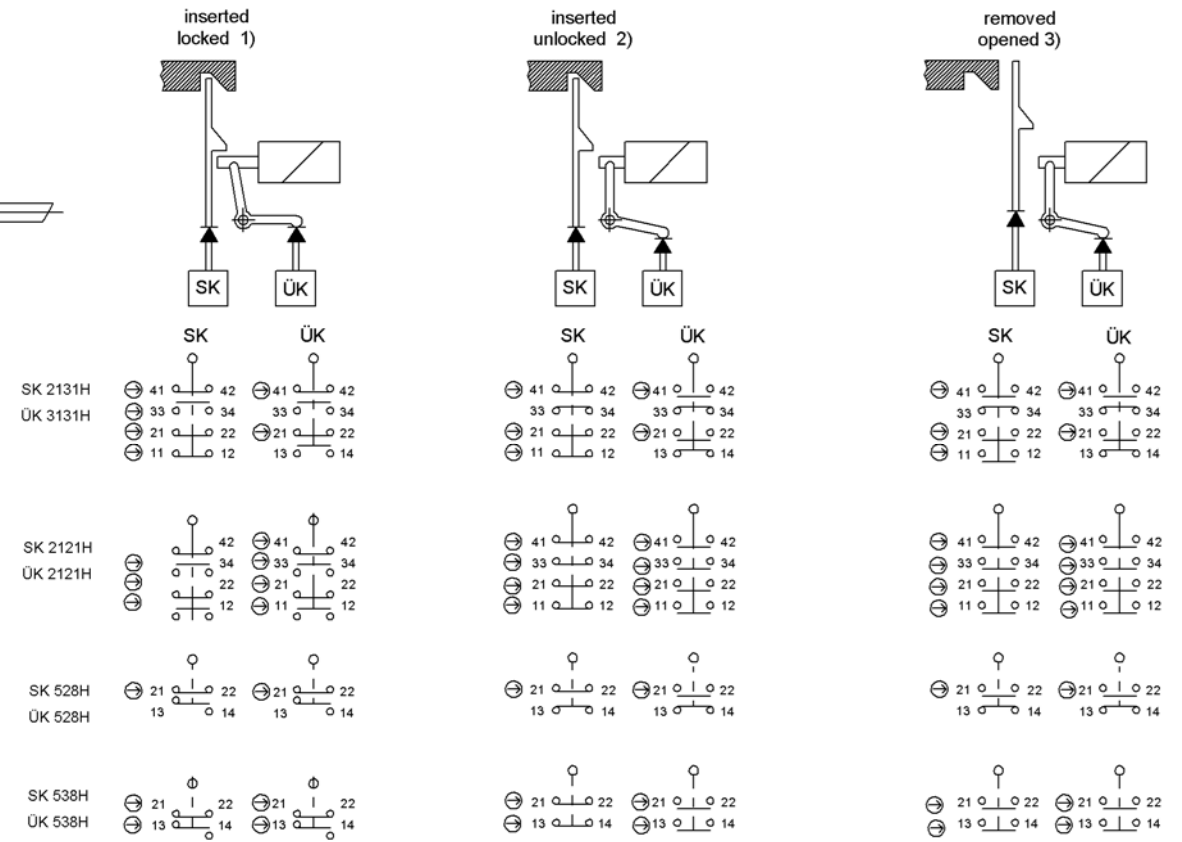 inserted
locked 1)
inserted
unlocked 2)
removed
opened 3)
SK ÜK
SK ÜK
SK ÜK
SK ÜK
SK ÜK
SK ÜK
SK 2131H
ÜK 3131H
41 42 41 42
33 34 33 34
21 22 21 22
11 12 13 14
41 42 41 42
33 34 33 34
21 22 21 22
11 12 13 14
41 42 41 42
33 34 33 34
21 22 21 22
11 12 13 14
SK 2121H
ÜK 2121H
42 41 42
34 33 34
22 21 22
12 11 12
41 42 41 42
33 34 33 34
21 22 21 22
11 12 11 12
41 42 41 42
33 34 33 34
21 22 21 22
11 12 11 12
SK 528H
ÜK 528H
21 22 21 22
13 14 13 14
21 22 21 22
13 14 13 14
21 22 21 22
13 14 13 14
SK 538H
ÜK 538H
21 22 21 22
13 14 13 14
21 22 21 22
13 14 13 14
21 22 21 22
13 14 13 14